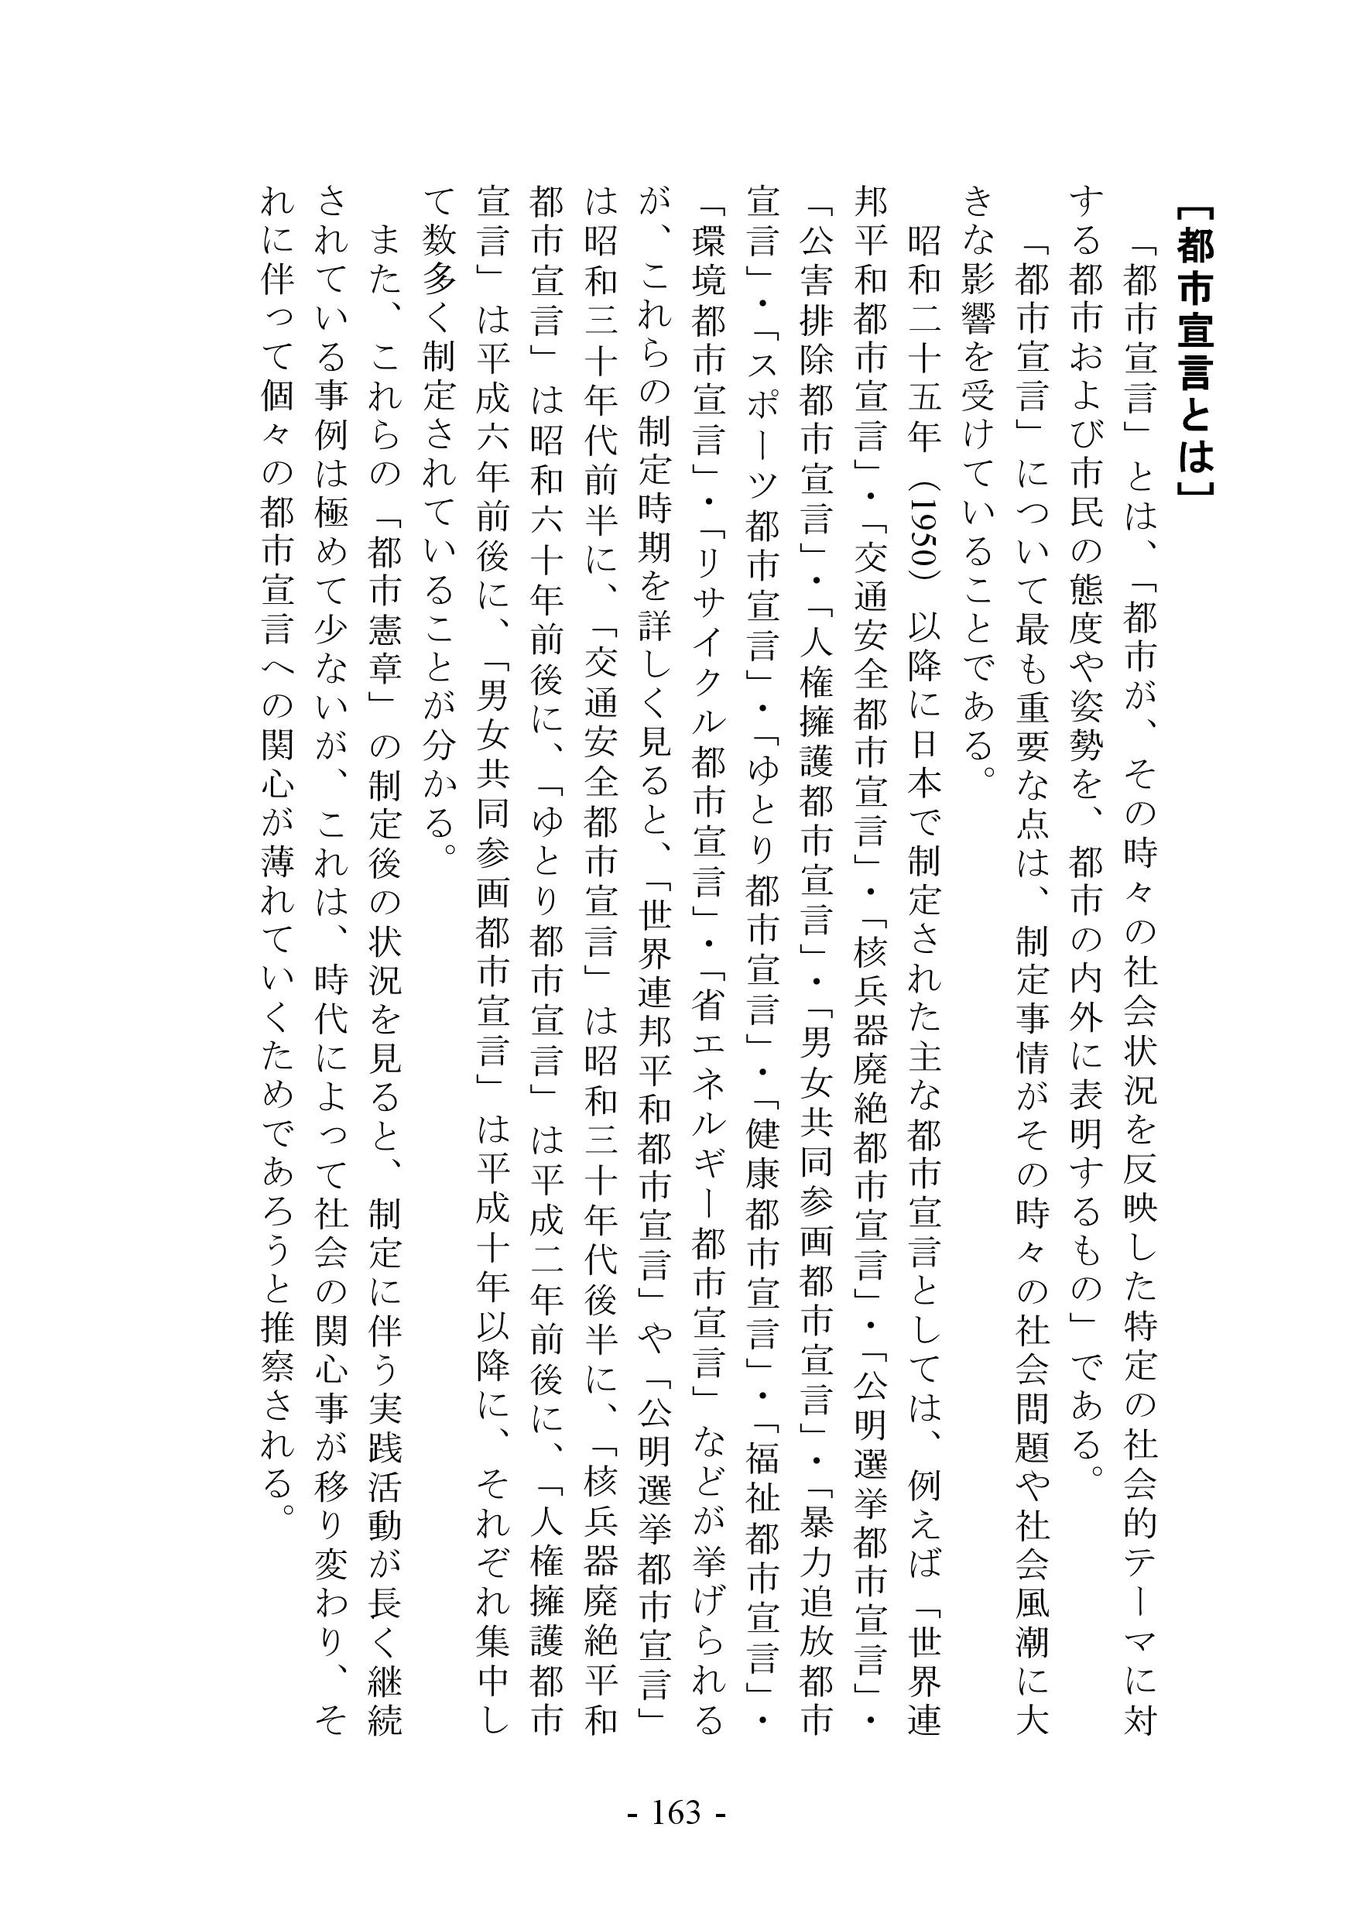 ［都市宣言とは］
「都市宣言」とは、「都市が、その時々の社会状況を反映した特定の社会的テーマに対
する都市および市民の態度や姿勢を、都市の内外に表明するもの」である。
「都市宣言」について最も重要な点は、制定事情がその時々の社会問題や社会風潮に大
きな影響を受けていることである。
昭和二十五年（1950）以降に日本で制定された主な都市宣言としては、例えば「世界連
邦平和都市宣言」・「交通安全都市宣言」・「核兵器廃絶都市宣言」・「公明選挙都市宣言」・
「公害排除都市宣言」・「人権擁護都市宣言」・「男女共同参画都市宣言」・「暴力追放都市
宣言」・「スポーツ都市宣言」・「ゆとり都市宣言」・「健康都市宣言」・「福祉都市宣言」・
「環境都市宣言」・「リサイクル都市宣言」・「省エネルギー都市宣言」などが挙げられる
が、これらの制定時期を詳しく見ると、「世界連邦平和都市宣言」や「公明選挙都市宣言」
は昭和三十年代前半に、「交通安全都市宣言」は昭和三十年代後半に、「核兵器廃絶平和
都市宣言」は昭和六十年前後に、「ゆとり都市宣言」は平成二年前後に、「人権擁護都市
宣言」は平成六年前後に、「男女共同参画都市宣言」は平成十年以降に、それぞれ集中し
て数多く制定されていることが分かる。
また、これらの「都市憲章」の制定後の状況を見ると、制定に伴う実践活動が長く継続
されている事例は極めて少ないが、これは、時代によって社会の関心事が移り変わり、そ
れに伴って個々の都市宣言への関心が薄れていくためであろうと推察される。
- 163 -